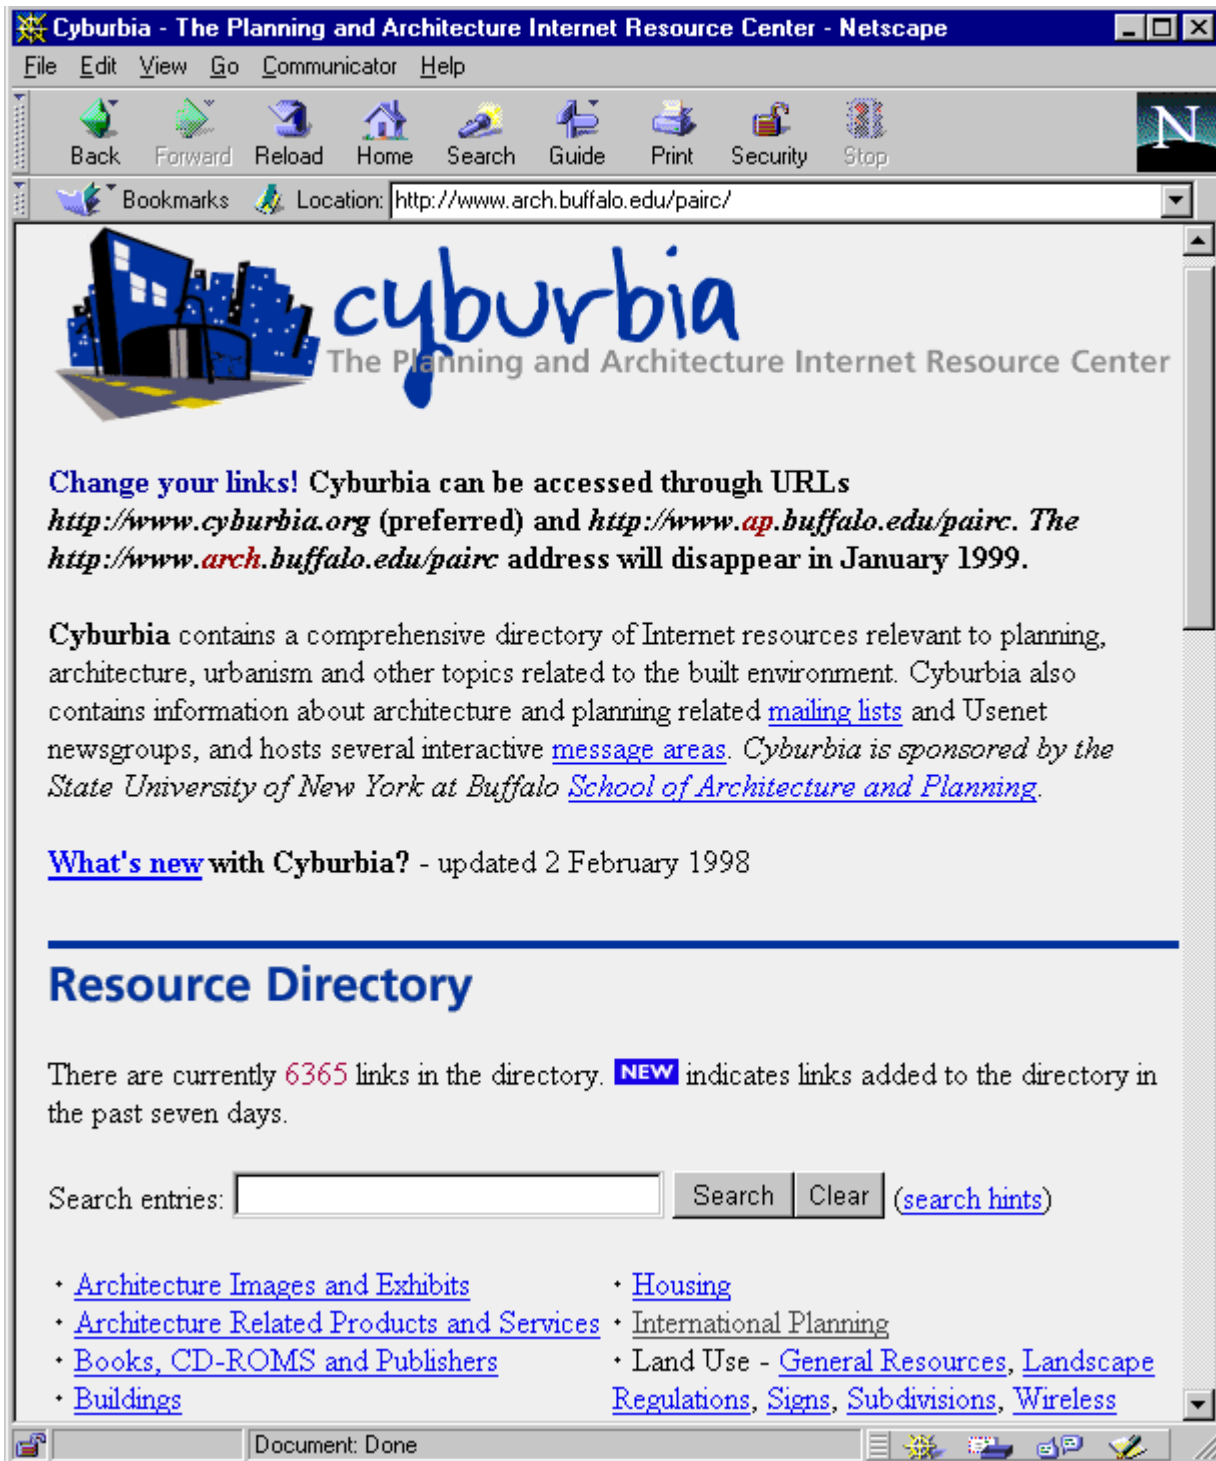 Cyburbia - The Planning and Architecture Internet Resource Center - Netscape
File Edit View Go Communicator Help
Back Forward Reload Home Search Guide Print Security Stop
N
Bookmarks Location: http://www.arch.buffalo.edu/pairc/
cyburbia
The Planning and Architecture Internet Resource Center
Change your links! Cyburbia can be accessed through URLs
http://www.cyburbia.org (preferred) and http://www.ap.buffalo.edu/pairc. The
http://www.arch.buffalo.edu/pairc address will disappear in January 1999.
Cyburbia contains a comprehensive directory of Internet resources relevant to planning,
architecture, urbanism and other topics related to the built environment. Cyburbia also
contains information about architecture and planning related mailing lists and Usenet
newsgroups, and hosts several interactive message areas. Cyburbia is sponsored by the
State University of New York at Buffalo School of Architecture and Planning.
What's new with Cyburbia? - updated 2 February 1998
Resource Directory
There are currently 6365 links in the directory. NEW indicates links added to the directory in
the past seven days.
Search entries: Search Clear (search hints)
• Architecture Images and Exhibits
• Architecture Related Products and Services
• Books, CD-ROMS and Publishers
• Buildings
• Housing
• International Planning
• Land Use - General Resources, Landscape
Regulations, Signs, Subdivisions, Wireless
Document: Done